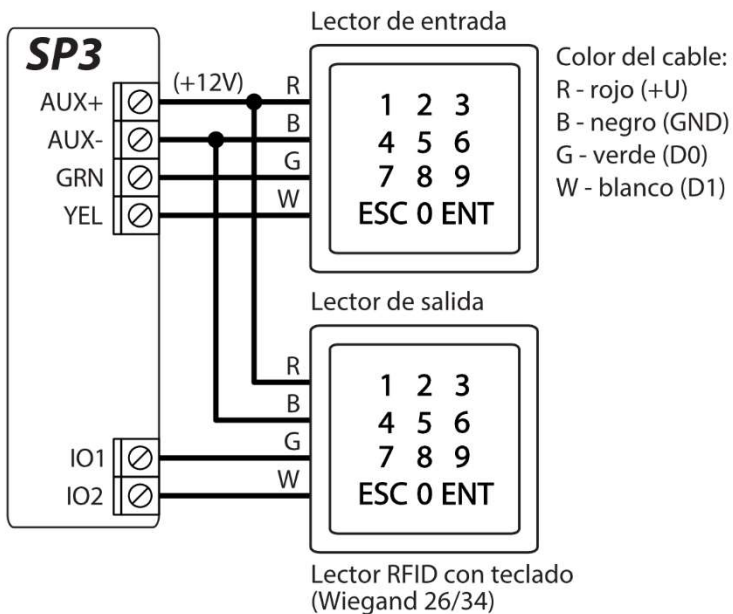 Lector de entrada
SP3
(+12V)
AUX+
AUX-
GRN
YEL
R
B
G
W
1 2 3
4 5 6
7 8 9
ESC 0 ENT
Color del cable:
R - rojo (+U)
B - negro (GND)
G - verde (D0)
W - blanco (D1)
Lector de salida
R
B
G
W
1 2 3
4 5 6
7 8 9
ESC 0 ENT
IO1
IO2
Lector RFID con teclado
(Wiegand 26/34)